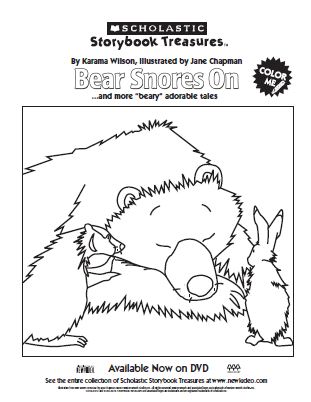 SCHOLASTIC
Storybook Treasures™
By Karama Wilson, Illustrated by Jane Chapman
Bear Snores On
COLOR ME!
...and more "beary" adorable tales
Available Now on DVD
See the entire collection of Scholastic Storybook Treasures at www.newvideo.com